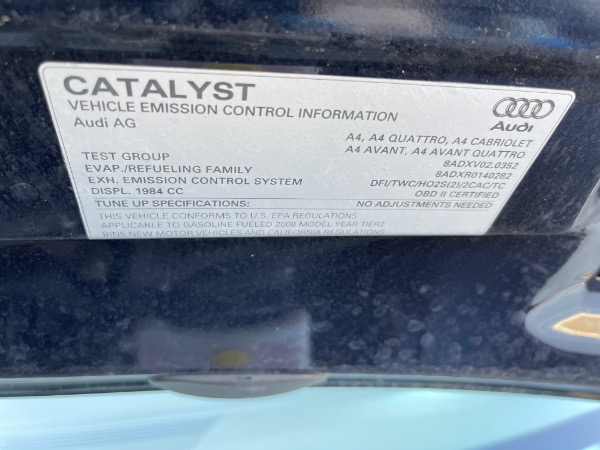 CATALYST
VEHICLE EMISSION CONTROL INFORMATION
Audi AG
Audi
A4, A4 QUATTRO, A4 CABRIOLET
A4 AVANT, A4 AVANT QUATTRO
TEST GROUP 8ADXV02.0352
EVAP./REFUELING FAMILY 8ADXR0140282
EXH. EMISSION CONTROL SYSTEM DFI/TWC/HO2S(2)/2CAC/TC
DISPL. 1984 CC OBD II CERTIFIED
TUNE UP SPECIFICATIONS: NO ADJUSTMENTS NEEDED
THIS VEHICLE CONFORMS TO U.S. EPA REGULATIONS
APPLICABLE TO GASOLINE FUELED 2008 MODEL YEAR TIER2
BIN5 NEW MOTOR VEHICLES AND CALIFORNIA REGULATIONS